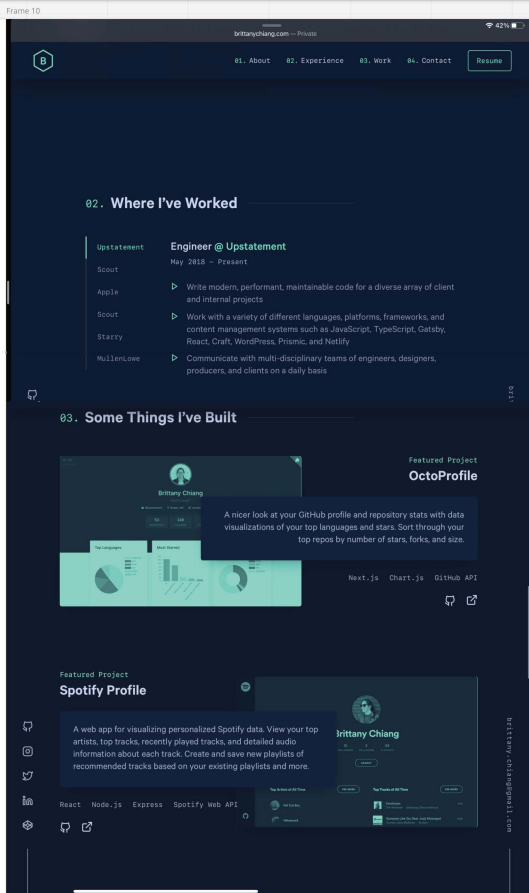 Frame 10
brittanychiang.com — Private
42%
B
01. About 02. Experience 03. Work 04. Contact Resume
02. Where I've Worked
Upstatement
Scout
Apple
Scout
Starry
MullenLowe
Engineer @ Upstatement
May 2018 — Present
Write modern, performant, maintainable code for a diverse array of client
and internal projects
Work with a variety of different languages, platforms, frameworks, and
content management systems such as JavaScript, TypeScript, Gatsby,
React, Craft, WordPress, Prismic, and Netlify
Communicate with multi-disciplinary teams of engineers, designers,
producers, and clients on a daily basis
brit
03. Some Things I've Built
Brittany Chiang
Top Languages
Most Starred
Featured Project
OctoProfile
A nicer look at your GitHub profile and repository stats with data
visualizations of your top languages and stars. Sort through your
top repos by number of stars, forks, and size.
Next.js Chart.js GitHub API
Featured Project
Spotify Profile
A web app for visualizing personalized Spotify data. View your top
artists, top tracks, recently played tracks, and detailed audio
information about each track. Create and save new playlists of
recommended tracks based on your existing playlists and more.
React Node.js Express Spotify Web API
Brittany Chiang
Top Artists of All Time
Top Tracks of All Time
brittany.chiang@gmail.com